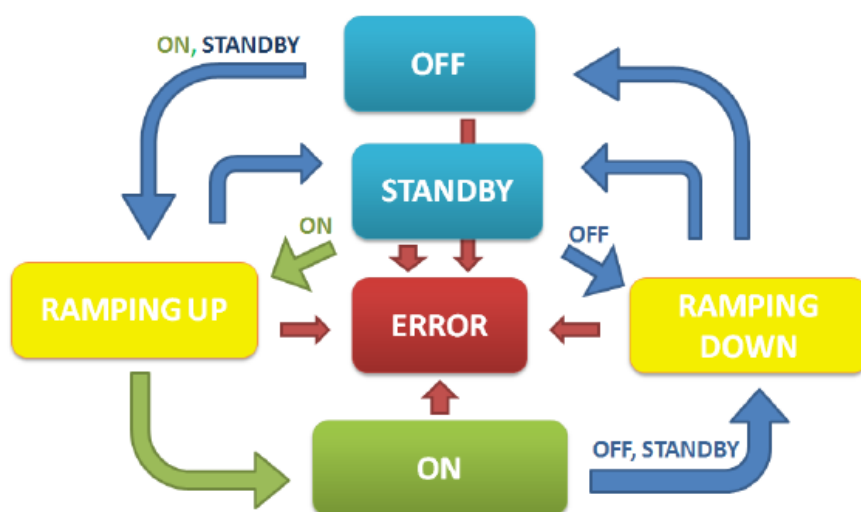 ON, STANDBY
OFF
STANDBY
ON
OFF
RAMPING UP
ERROR
RAMPING
DOWN
ON
OFF, STANDBY